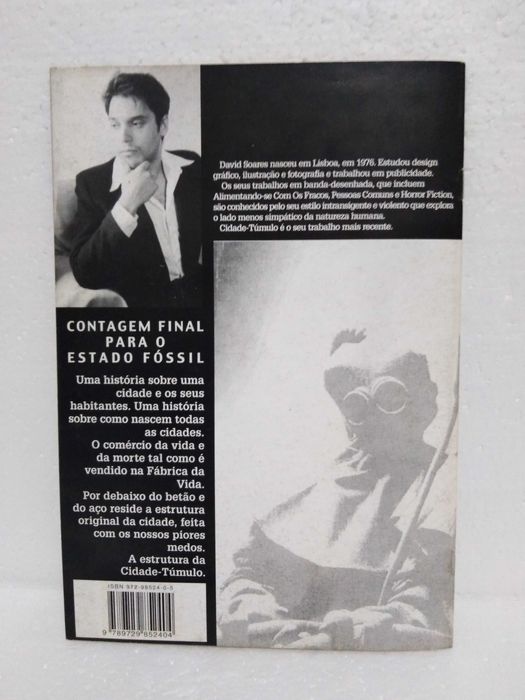 David Soares nasceu em Lisboa, em 1976. Estudou design
gráfico, ilustração e fotografia e trabalhou em publicidade.
Os seus trabalhos em banda-desenhada, que incluem
Alimentando-se Com Os Fracos, Pessoas Comuns e Horror Fiction,
são conhecidos pelo seu estilo intransigente e violento que explora
o lado menos simpático da natureza humana.
Cidade-Túmulo é o seu trabalho mais recente.
CONTAGEM FINAL
PARA O
ESTADO FÓSSIL
Uma história sobre uma
cidade e os seus
habitantes. Uma história
sobre como nascem todas
as cidades.
O comércio da vida e
da morte tal como é
vendido na Fábrica da
Vida.
Por debaixo do betão e
do aço reside a estrutura
original da cidade, feita
com os nossos piores
medos.
A estrutura da
Cidade-Túmulo.
ISBN 972-98524-0-5
9 789729 852404